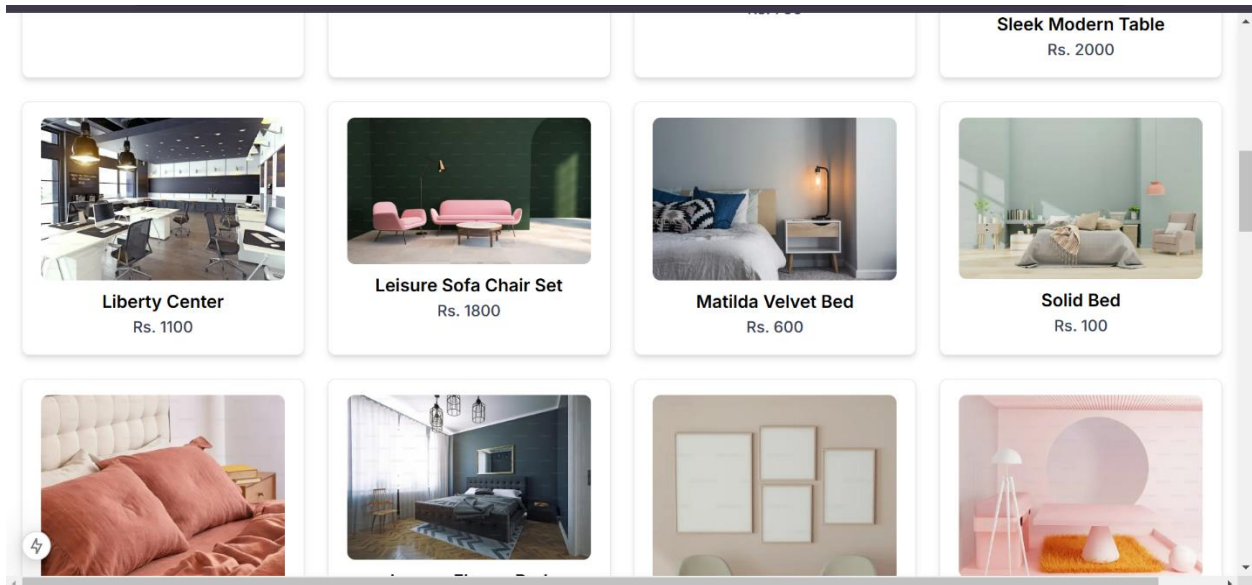 Sleek Modern Table
Rs. 2000
Liberty Center
Rs. 1100
Leisure Sofa Chair Set
Rs. 1800
Matilda Velvet Bed
Rs. 600
Solid Bed
Rs. 100